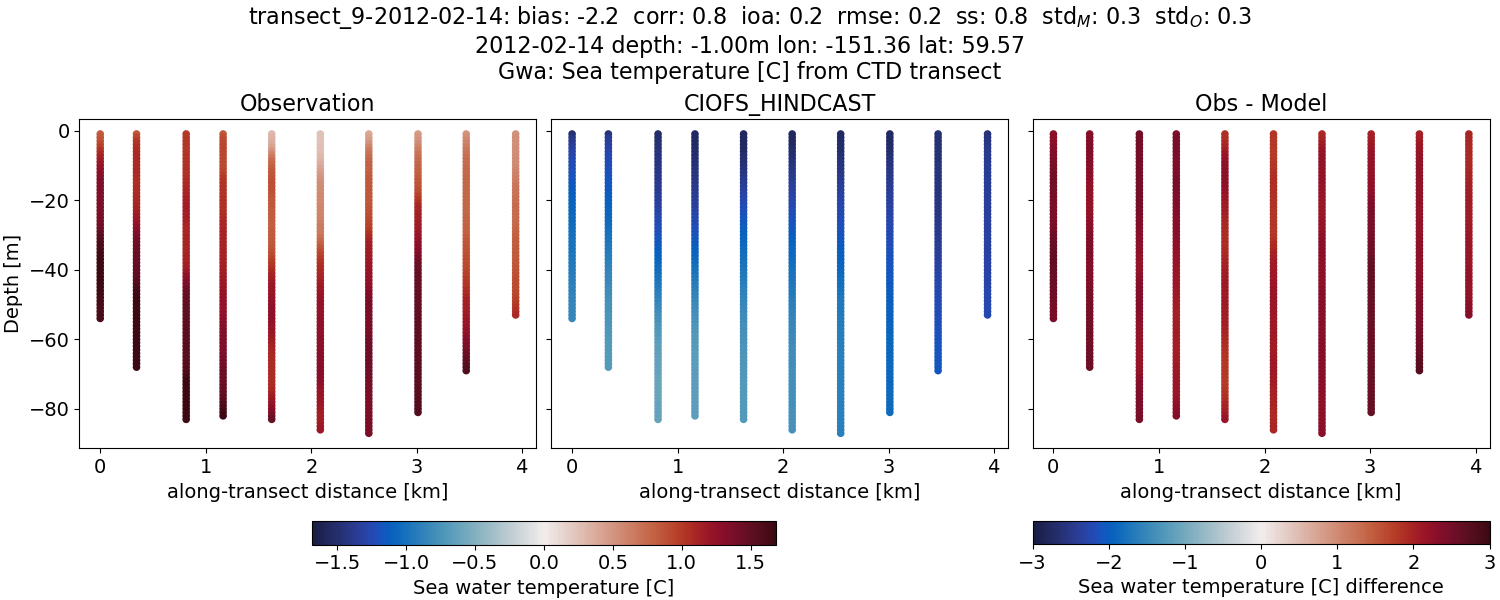 transect_9-2012-02-14: bias: -2.2 corr: 0.8 ioa: 0.2 rmse: 0.2 ss: 0.8 std_M: 0.3 std_O: 0.3
2012-02-14 depth: -1.00m lon: -151.36 lat: 59.57
Gwa: Sea temperature [C] from CTD transect
Observation
CIOFS_HINDCAST
Obs - Model
Depth [m]
0
−20
−40
−60
−80
0 1 2 3 4
0 1 2 3 4
0 1 2 3 4
along-transect distance [km]
along-transect distance [km]
along-transect distance [km]
−1.5 −1.0 −0.5 0.0 0.5 1.0 1.5
Sea water temperature [C]
−3 −2 −1 0 1 2 3
Sea water temperature [C] difference